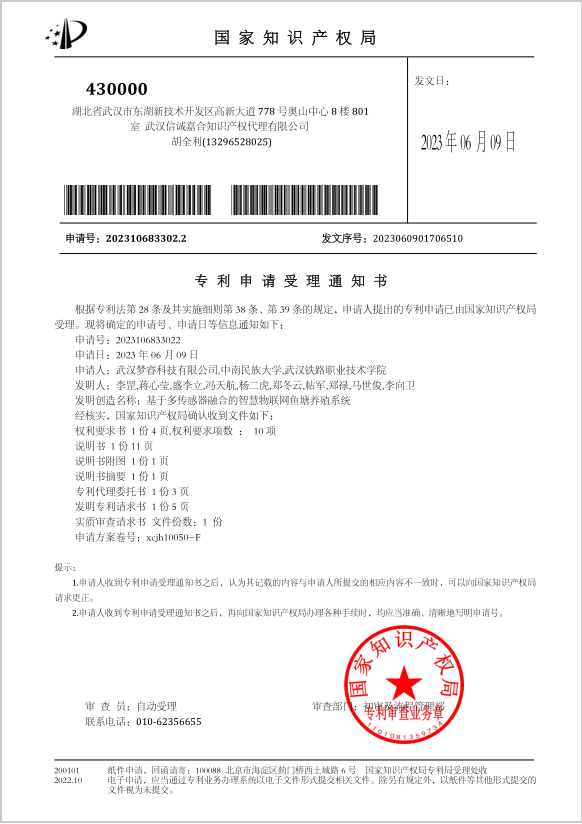 国家知识产权局
430000
发文日：
湖北省武汉市东湖新技术开发区高新大道 778 号奥山中心 8 楼 801
室 武汉信诚嘉合知识产权代理有限公司
胡全利(13296528025)
2023 年 06 月 09 日
申请号：202310683302.2
发文序号：2023060901706510
专利申请受理通知书
根据专利法第 28 条及其实施细则第 38 条、第 39 条的规定，申请人提出的专利申请已由国家知识产权局
受理。现将确定的申请号、申请日等信息通知如下：
申请号：2023106833022
申请日：2023 年 06 月 09 日
申请人：武汉梦睿科技有限公司,中南民族大学,武汉铁路职业技术学院
发明人：李罡,蒋心莹,盛李立,冯天航,杨二虎,郑冬云,帖军,郑禄,马世俊,李向卫
发明创造名称：基于多传感器融合的智慧物联网鱼塘养殖系统
经核实，国家知识产权局确认收到文件如下：
权利要求书 1 份 4 页,权利要求项数 ： 10 项
说明书 1 份 11 页
说明书附图 1 份 1 页
说明书摘要 1 份 1 页
专利代理委托书 1 份 3 页
发明专利请求书 1 份 5 页
实质审查请求书 文件份数：1 份
申请方案卷号：xcjh10050-F
提示：
1.申请人收到专利申请受理通知书之后，认为其记载的内容与申请人所提交的相应内容不一致时，可以向国家知识产权局
请求更正。
2.申请人收到专利申请受理通知书之后，再向国家知识产权局办理各种手续时，均应当准确、清晰地写明申请号。
国家知识产权局
专利审查业务章
1101081359734
审 查 员：自动受理
审查部门：初审及流程管理部
联系电话：010-62356655
200101
纸件申请，回函请寄：100088 北京市海淀区蓟门桥西土城路 6 号 国家知识产权局专利局受理处收
2022.10
电子申请，应当通过专利业务办理系统以电子文件形式提交相关文件。除另有规定外，以纸件等其他形式提交的
文件视为未提交。